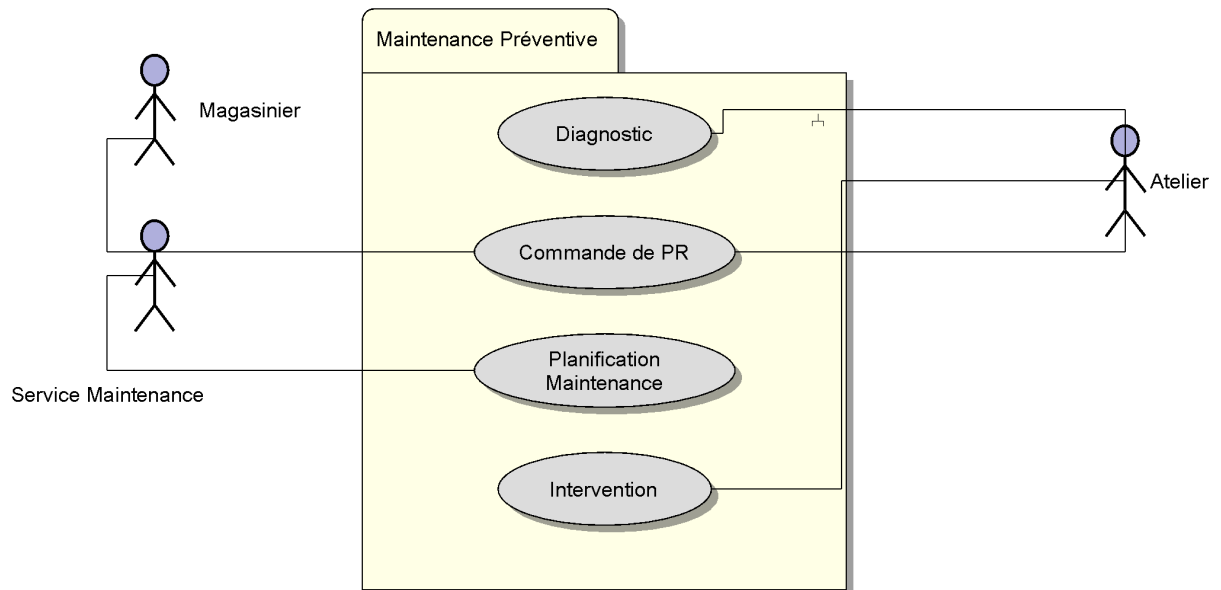 Maintenance Préventive
Magasinier
Diagnostic
Atelier
Commande de PR
Planification
Maintenance
Service Maintenance
Intervention